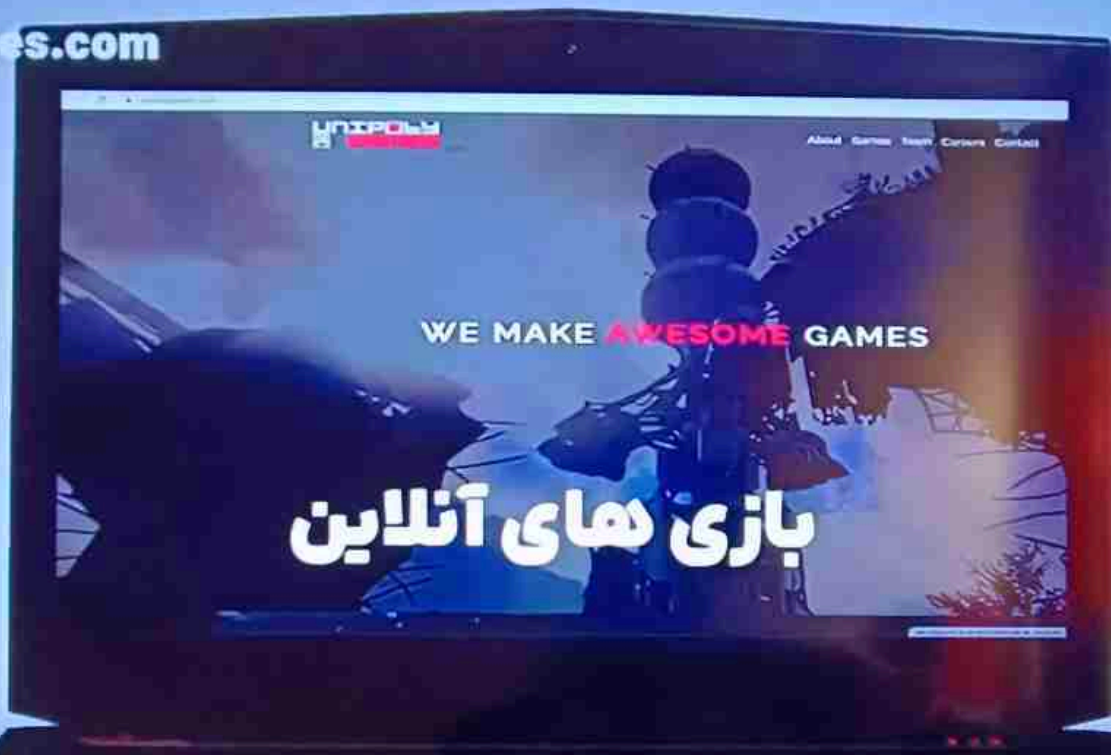 es.com
UNIPOLY
About Games Team Careers Contact
WE MAKE AWESOME GAMES
بازی های آنلاین